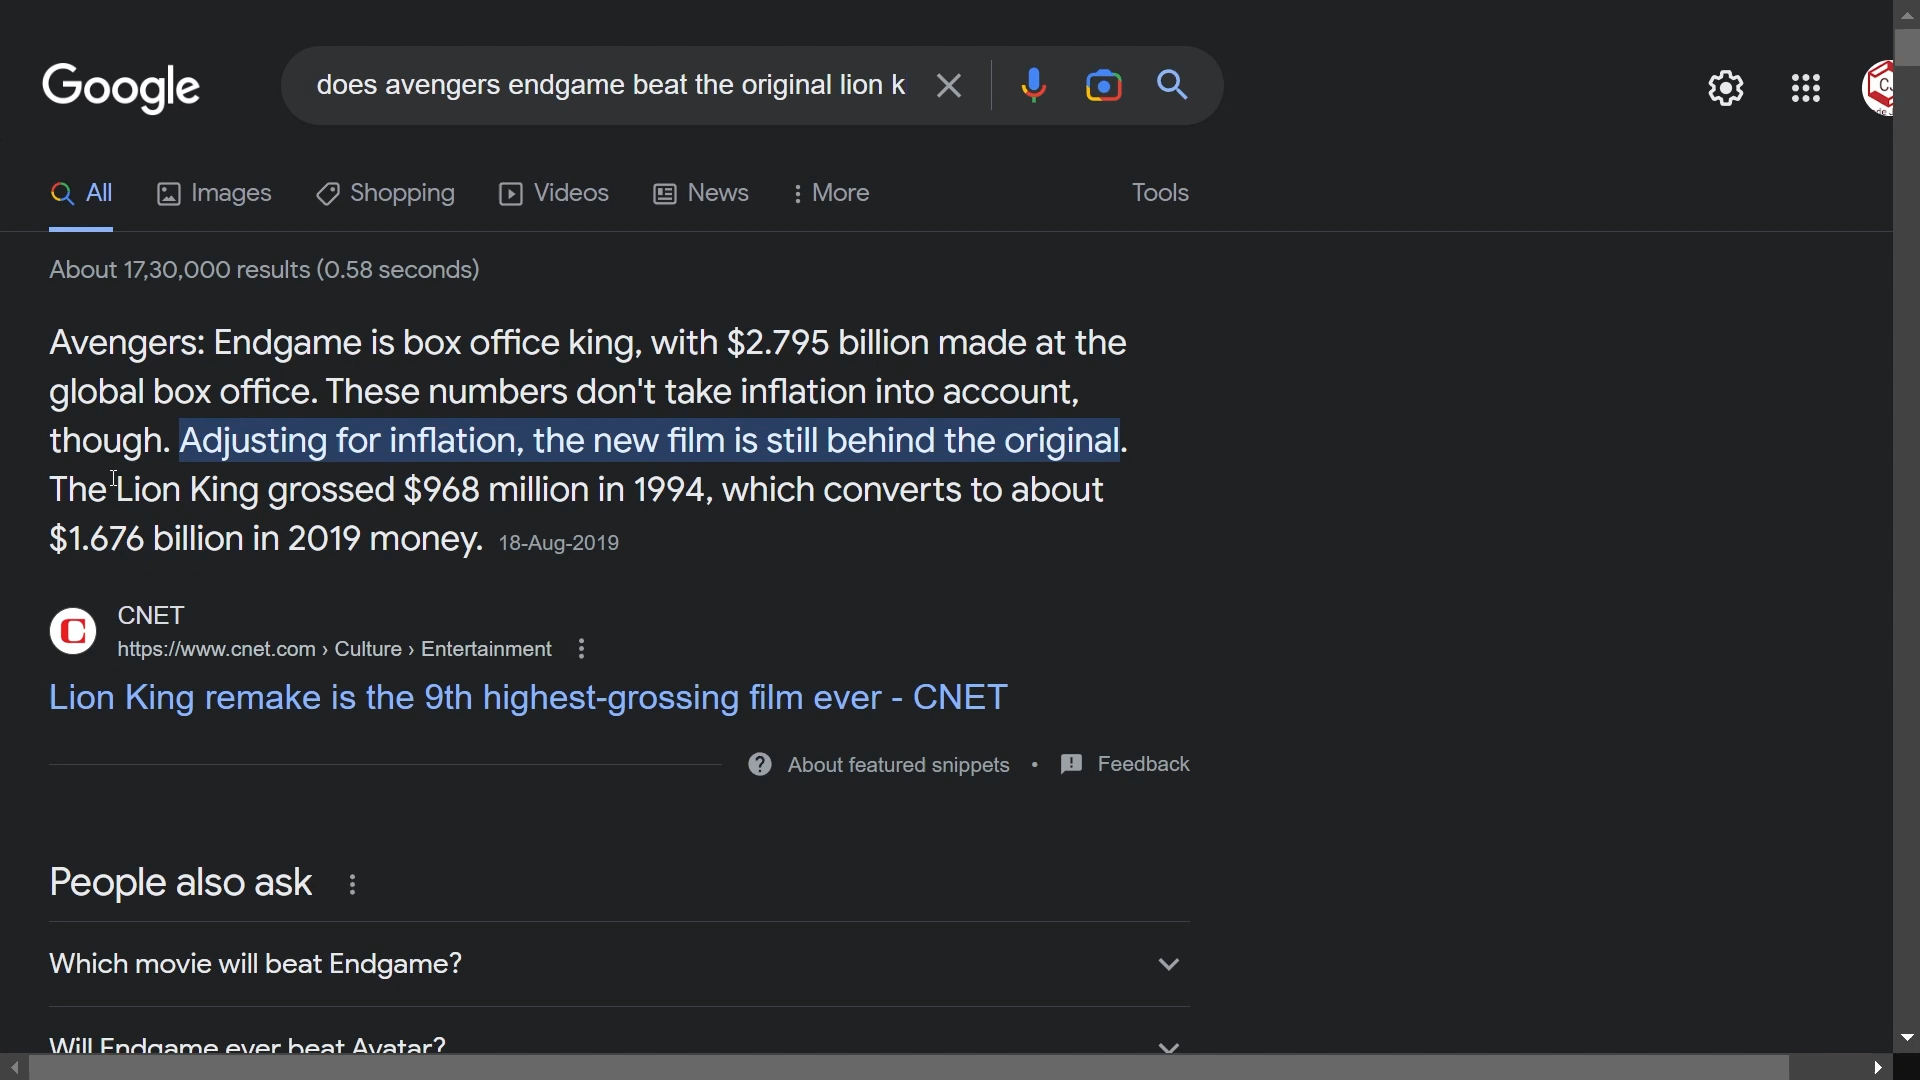 Google
does avengers endgame beat the original lion k
All Images Shopping Videos News More Tools
About 17,30,000 results (0.58 seconds)
Avengers: Endgame is box office king, with $2.795 billion made at the
global box office. These numbers don't take inflation into account,
though. Adjusting for inflation, the new film is still behind the original.
The Lion King grossed $968 million in 1994, which converts to about
$1.676 billion in 2019 money. 18-Aug-2019
CNET
https://www.cnet.com › Culture › Entertainment
Lion King remake is the 9th highest-grossing film ever - CNET
About featured snippets • Feedback
People also ask
Which movie will beat Endgame?
Will Endgame ever beat Avatar?